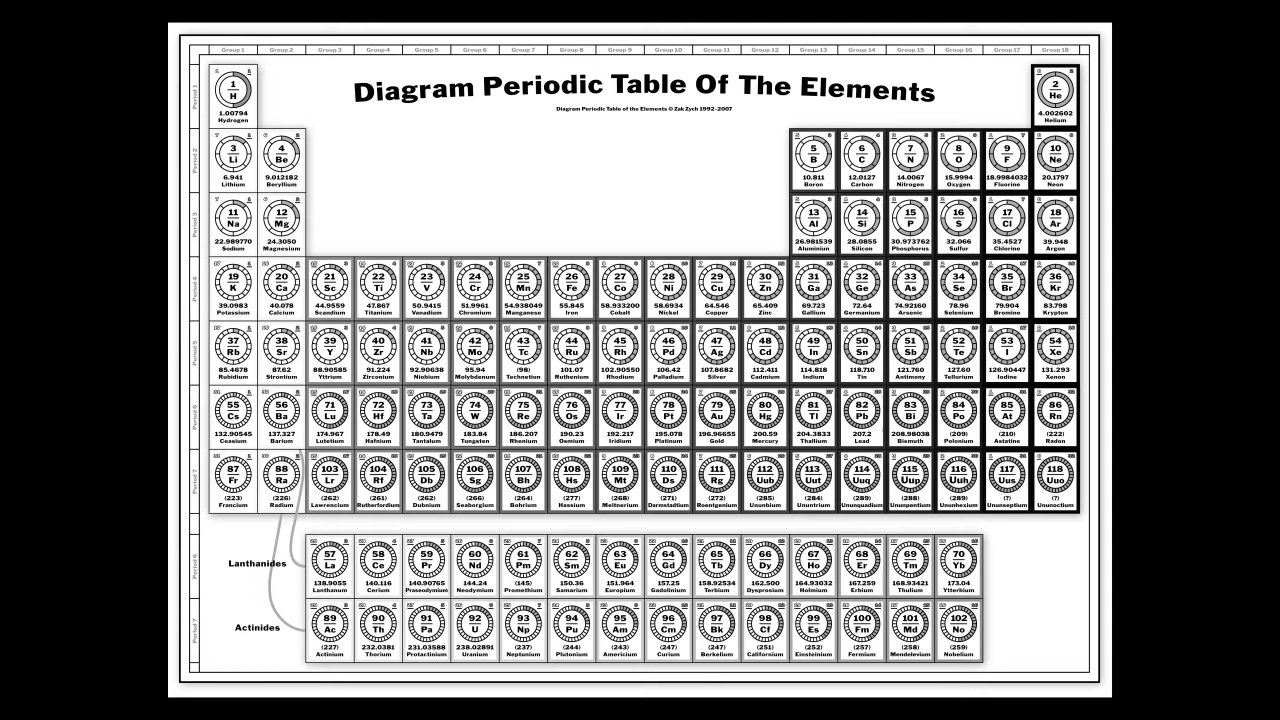 Group 1 Group 2 Group 3 Group 4 Group 5 Group 6 Group 7 Group 8 Group 9 Group 10 Group 11 Group 12 Group 13 Group 14 Group 15 Group 16 Group 17 Group 18
Diagram Periodic Table Of The Elements
Diagram Periodic Table of the Elements © Zak Zych 1992-2007
Period 1
1 2
H He
1.00794 4.002602
Hydrogen Helium
Period 2
3 4 5 6 7 8 9 10
Li Be B C N O F Ne
6.941 9.012182 10.811 12.0127 14.0067 15.9994 18.9984032 20.1797
Lithium Beryllium Boron Carbon Nitrogen Oxygen Fluorine Neon
Period 3
11 12 13 14 15 16 17 18
Na Mg Al Si P S Cl Ar
22.989770 24.3050 26.981539 28.0855 30.973762 32.066 35.4527 39.948
Sodium Magnesium Aluminiun Silicon Phosphorus Sulfur Chlorine Argon
Period 4
19 20 21 22 23 24 25 26 27 28 29 30 31 32 33 34 35 36
K Ca Sc Ti V Cr Mn Fe Co Ni Cu Zn Ga Ge As Se Br Kr
39.0983 40.078 44.9559 47.867 50.9415 51.9961 54.938049 55.845 58.933200 58.6934 64.546 65.409 69.723 72.64 74.92160 78.96 79.904 83.798
Potassium Calcium Scandium Titanium Vanadium Chromium Manganese Iron Cobalt Nickel Copper Zinc Gallium Germanium Arsenic Selenium Bromine Krypton
Period 5
37 38 39 40 41 42 43 44 45 46 47 48 49 50 51 52 53 54
Rb Sr Y Zr Nb Mo Tc Ru Rh Pd Ag Cd In Sn Sb Te I Xe
85.4678 87.62 88.90585 91.224 92.90638 95.94 (98) 101.07 102.90550 106.42 107.8682 112.411 114.818 118.710 121.760 127.60 126.90447 131.293
Rubidium Strontium Yttrium Zirconium Niobium Molybdenum Technetiun Ruthenium Rhodium Palladium Silver Cadmium Indium Tin Antimony Tellurium Iodine Xenon
Period 6
55 56 71 72 73 74 75 76 77 78 79 80 81 82 83 84 85 86
Cs Ba Lu Hf Ta W Re Os Ir Pt Au Hg Tl Pb Bi Po At Rn
132.90545 137.327 174.967 178.49 180.9479 183.84 186.207 190.23 192.217 195.078 196.96655 200.59 204.3833 207.2 208.98038 (209) (210) (222)
Ceasium Barium Lutetium Hafnium Tantalum Tungsten Rhenium Osmium Iridium Platinum Gold Mercury Thallium Lead Bismuth Polonium Astatine Radon
Period 7
87 88 103 104 105 106 107 108 109 110 111 112 113 114 115 116 117 118
Fr Ra Lr Rf Db Sg Bh Hs Mt Ds Rg Uub Uut Uuq Uup Uuh Uus Uuo
(223) (226) (262) (261) (262) (266) (264) (277) (268) (271) (272) (285) (284) (289) (288) (289) (?) (?)
Francium Radium Lawrencium Rutherfordium Dubnium Seaborgium Bohrium Hassium Meitnerium Darmstadtium Roentgenium Ununbium Ununtrium Ununquadium Ununpentium Ununhexium Ununseptium Ununoctium
Period 6
Lanthanides
57 58 59 60 61 62 63 64 65 66 67 68 69 70
La Ce Pr Nd Pm Sm Eu Gd Tb Dy Ho Er Tm Yb
138.9055 140.116 140.90765 144.24 (145) 150.36 151.964 157.25 158.92534 162.500 164.93032 167.259 168.93421 173.04
Lanthanum Cerium Praseodymium Neodymium Promethium Samarium Europium Gadolinium Terbium Dysprosium Holmium Erbium Thulium Ytterbium
Period 7
Actinides
89 90 91 92 93 94 95 96 97 98 99 100 101 102
Ac Th Pa U Np Pu Am Cm Bk Cf Es Fm Md No
(227) 232.0381 231.03588 238.02891 (237) (244) (243) (247) (247) (251) (252) (257) (258) (259)
Actinium Thorium Protactinium Uranium Neptunium Plutonium Americium Curium Berkelium Californium Einsteinium Fermium Mendelevium Nobelium